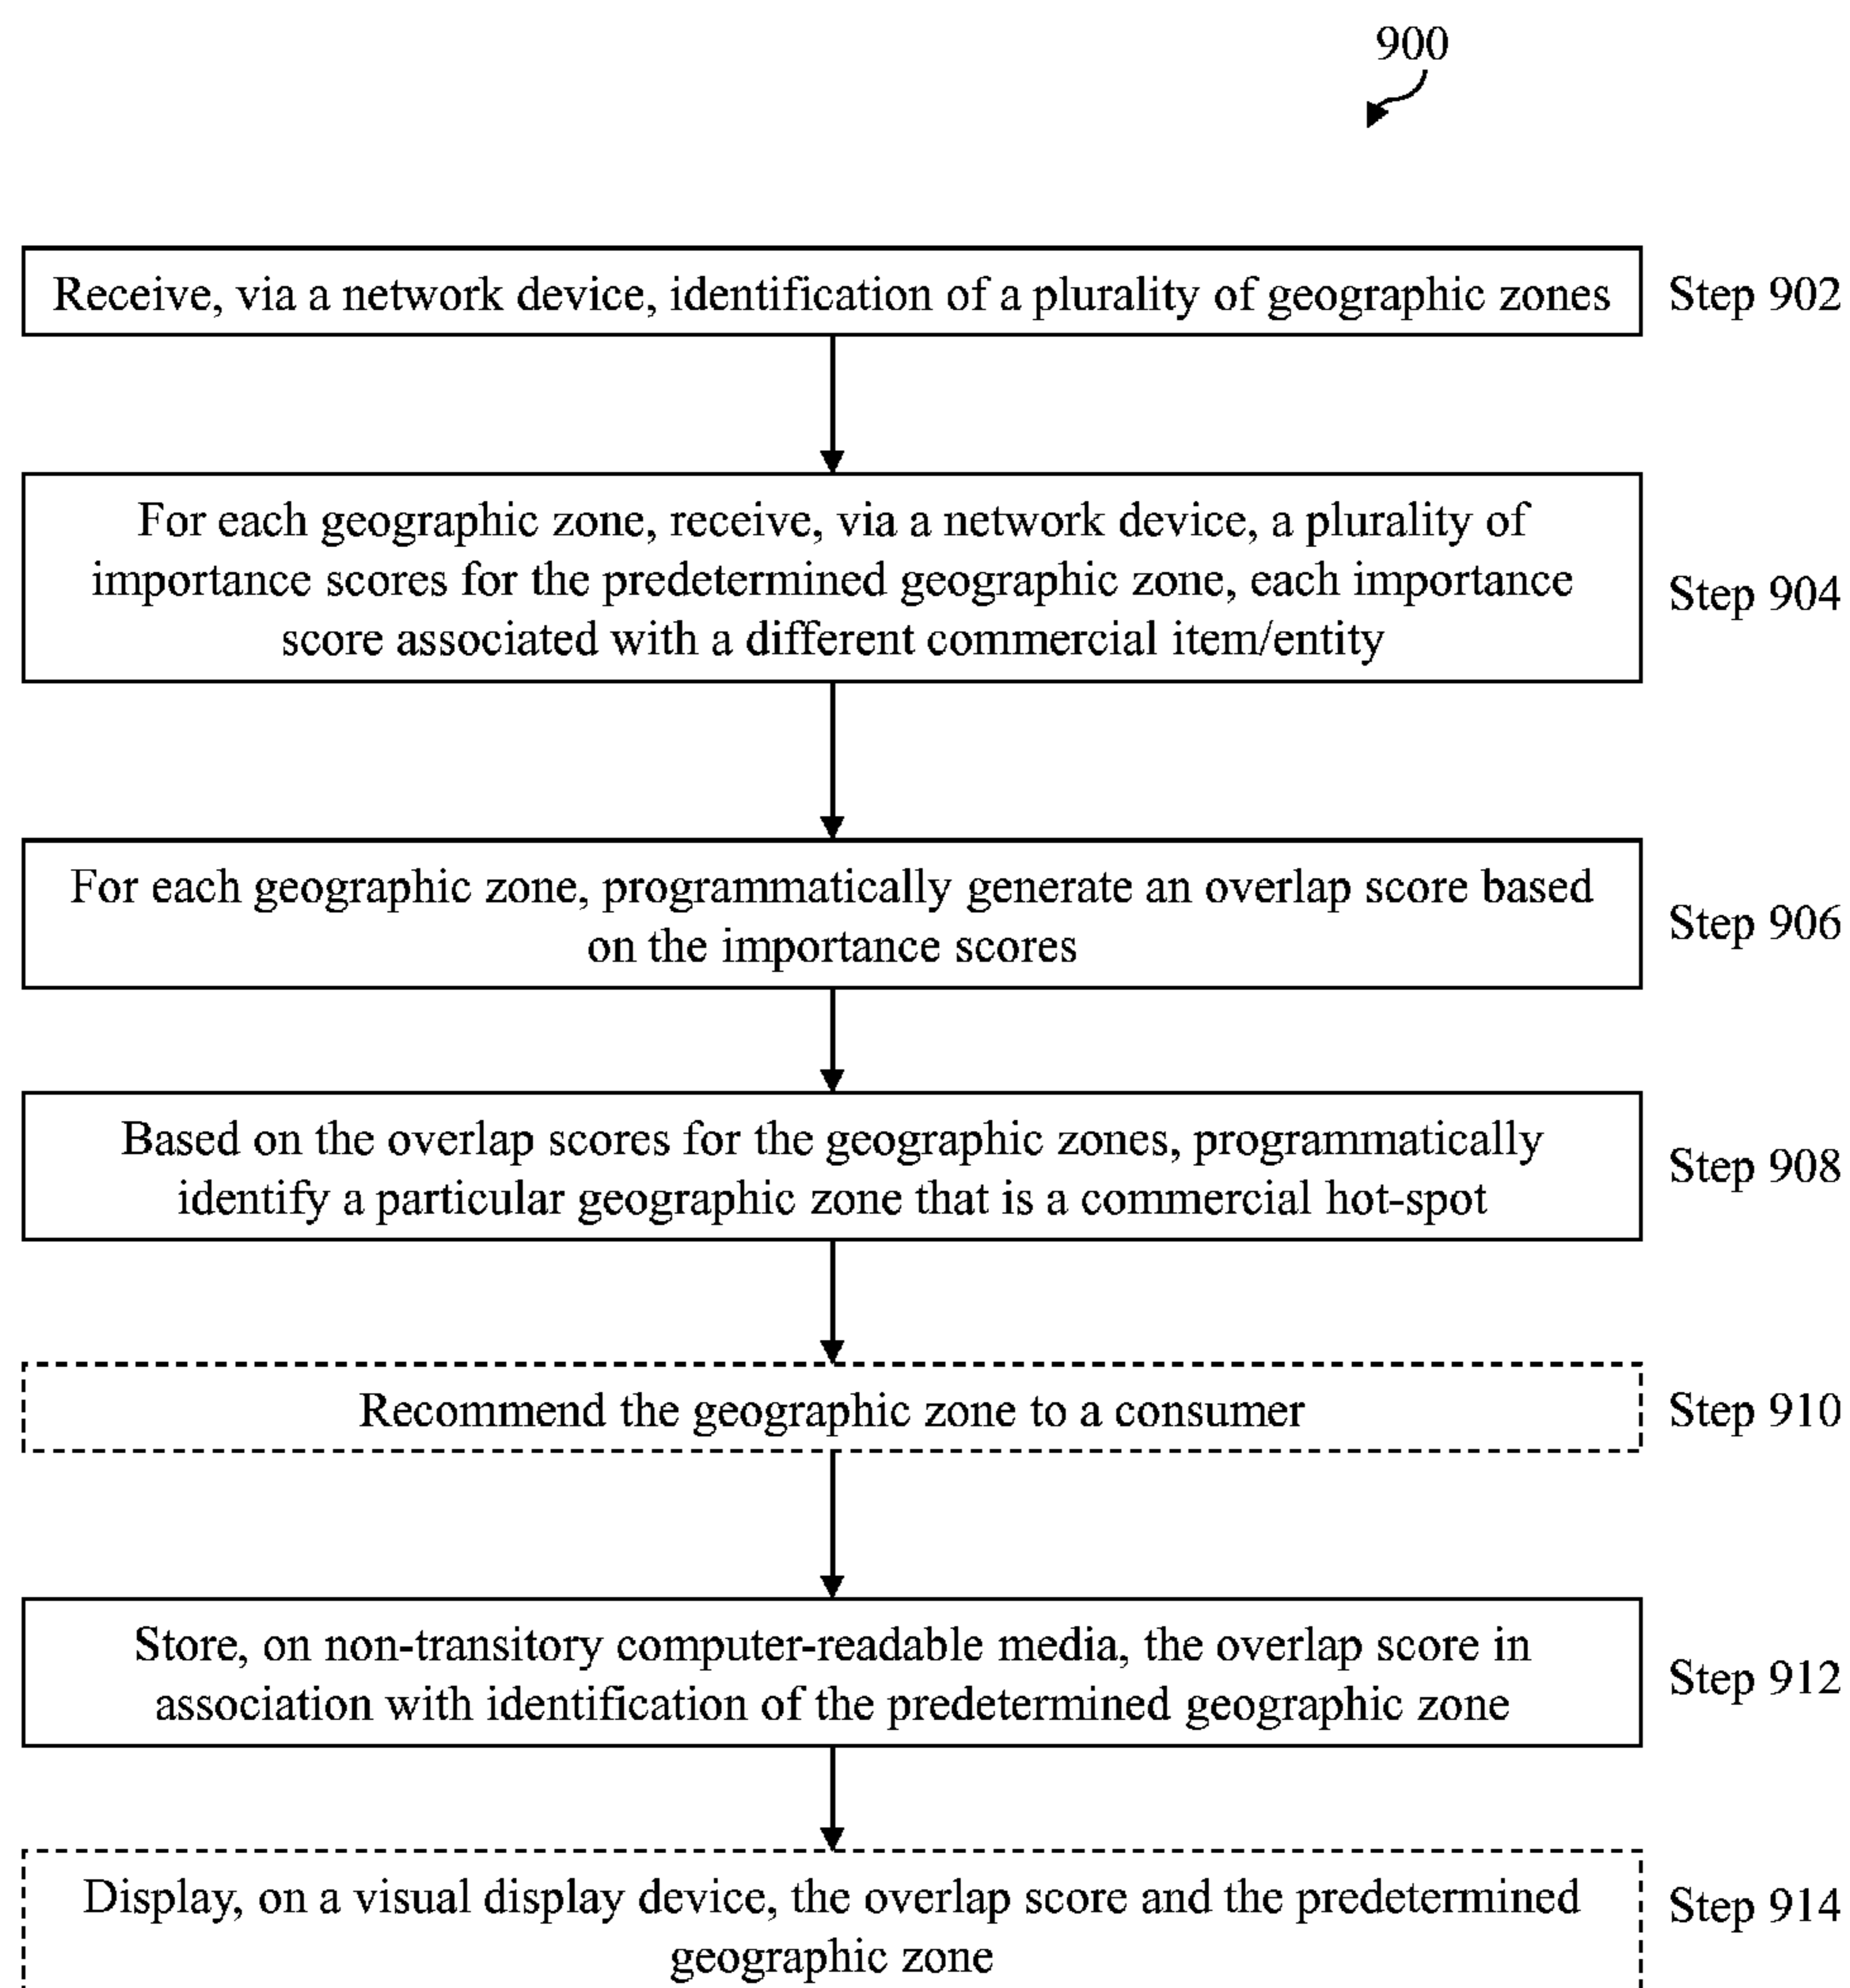 900
Receive, via a network device, identification of a plurality of geographic zones
Step 902
For each geographic zone, receive, via a network device, a plurality of
importance scores for the predetermined geographic zone, each importance
score associated with a different commercial item/entity
Step 904
For each geographic zone, programmatically generate an overlap score based
on the importance scores
Step 906
Based on the overlap scores for the geographic zones, programmatically
identify a particular geographic zone that is a commercial hot-spot
Step 908
Recommend the geographic zone to a consumer
Step 910
Store, on non-transitory computer-readable media, the overlap score in
association with identification of the predetermined geographic zone
Step 912
Display, on a visual display device, the overlap score and the predetermined
geographic zone
Step 914